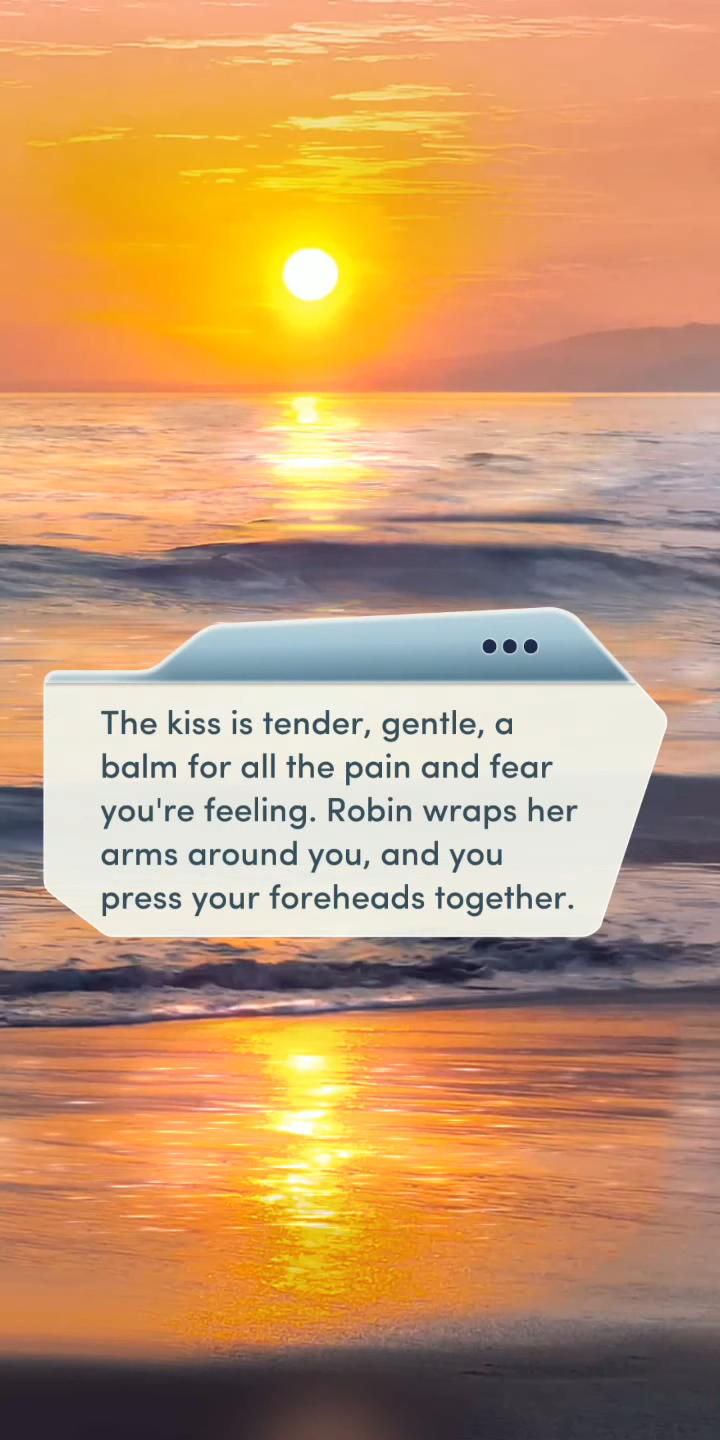 The kiss is tender, gentle, a
balm for all the pain and fear
you're feeling. Robin wraps her
arms around you, and you
press your foreheads together.